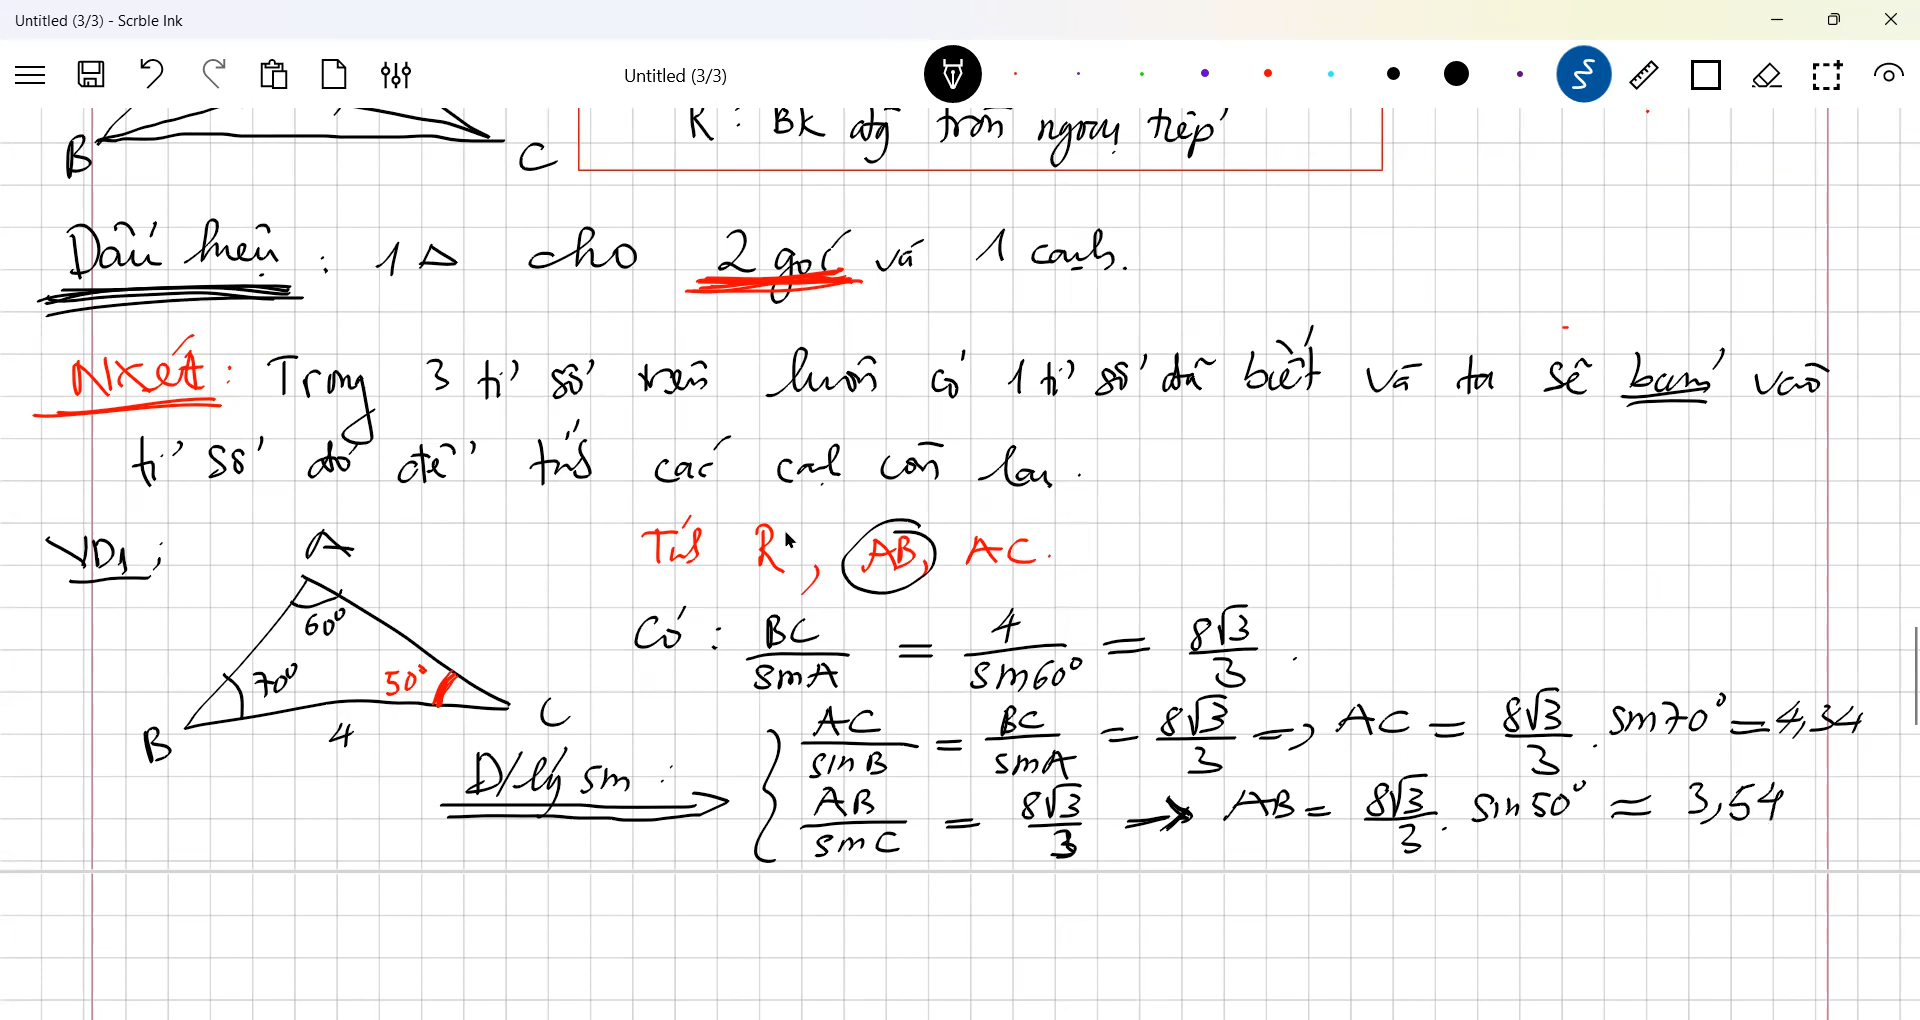 Untitled (3/3) - Scrble Ink
Untitled (3/3)
B C
R : BK đg tròn ngoại tiếp
Dấu hiệu : 1 Δ cho 2 góc và 1 cạnh.
NXét : Trong 3 tỉ số trên luôn có 1 tỉ số đã biết và ta sẽ bám vào
tỉ số đó để tính các cạnh còn lại.
VD1 : A Tính R, AB, AC.
60° Có : BC/sinA = 4/sin60° = 8√3/3 .
70° 50°
B 4 C
Đ/lý sin :
{ AC/sinB = BC/sinA = 8√3/3 => AC = 8√3/3 . sin70° = 4,34
AB/sinC = 8√3/3 → AB = 8√3/3 . sin50° ≈ 3,54